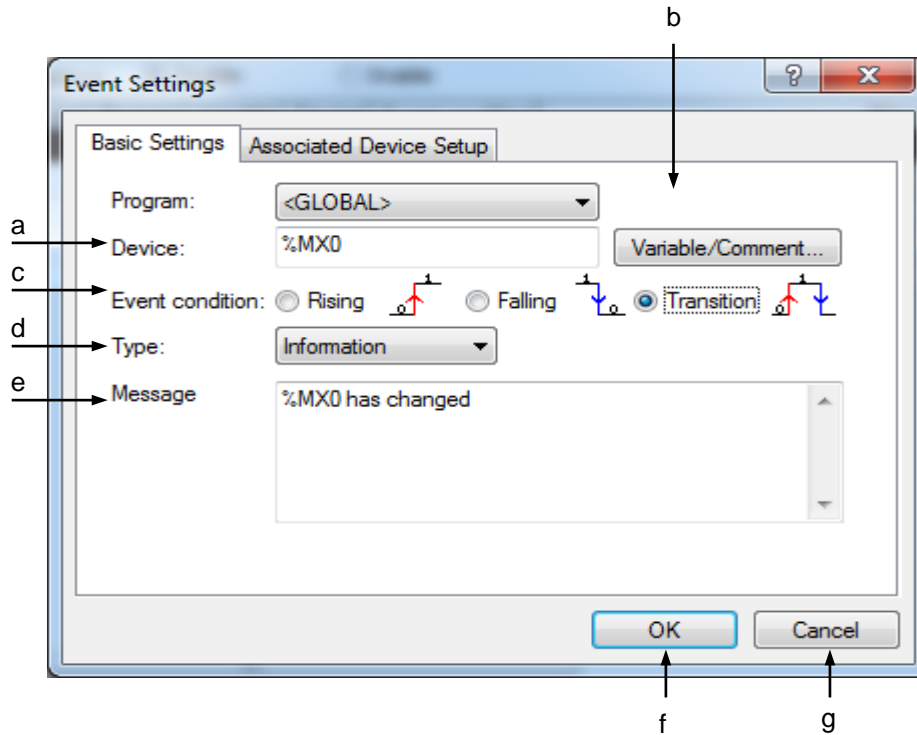 b
Event Settings
Basic Settings
Associated Device Setup
Program:
<GLOBAL>
a
Device:
%MX0
Variable/Comment...
c
Event condition:
Rising
0 1
Falling
1 0
Transition
0 1
d
Type:
Information
e
Message
%MX0 has changed
OK
Cancel
f
g